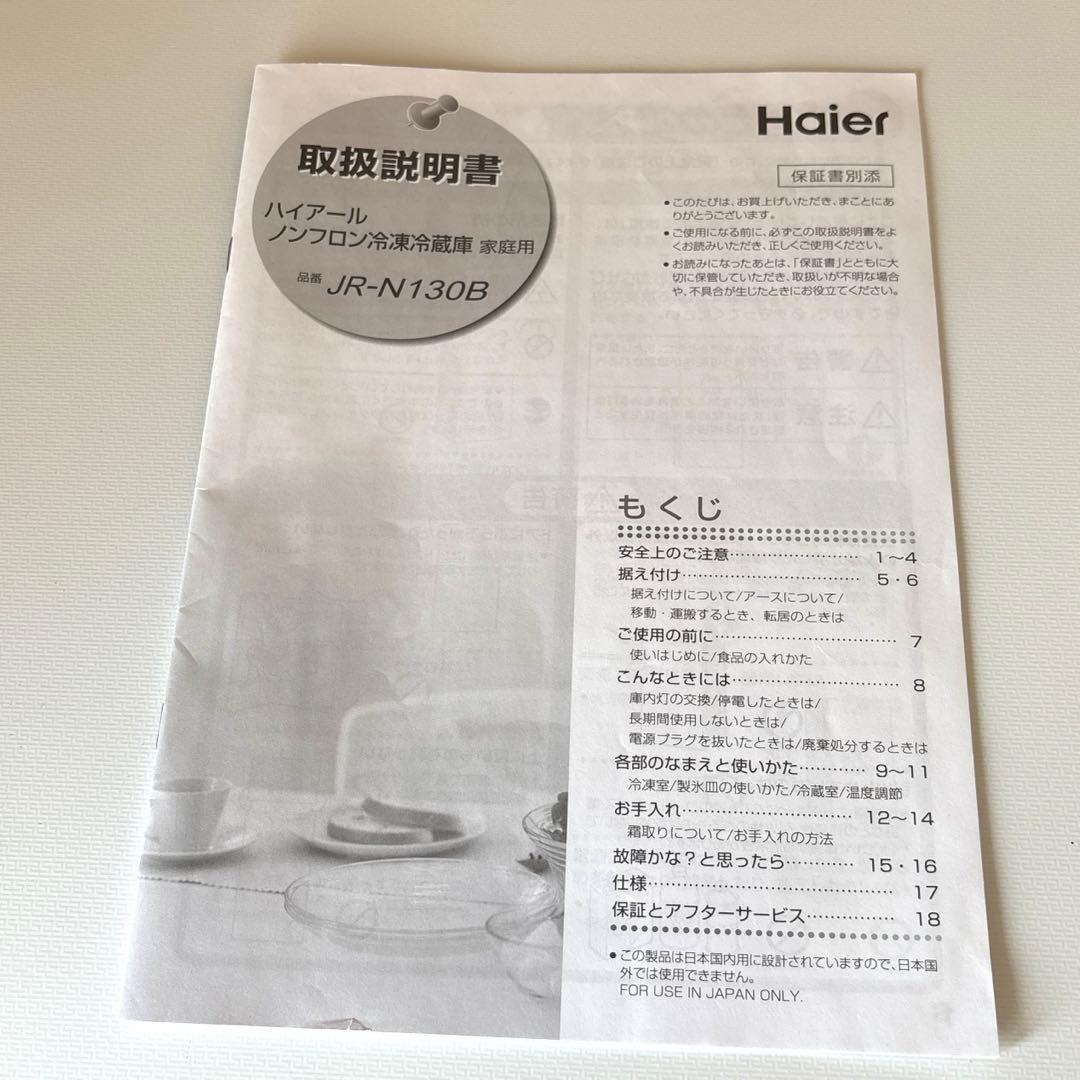 取扱説明書
ハイアール
ノンフロン冷凍冷蔵庫 家庭用
品番 JR-N130B
Haier
保証書別添
●このたびは、お買上げいただき、まことにあ
りがとうございます。
●ご使用になる前に、必ずこの取扱説明書をよ
くお読みいただき、正しくご使用ください。
●お読みになったあとは、「保証書」とともに大
切に保管していただき、取扱いが不明な場合
や、不具合が生じたときにお役立てください。
もくじ
安全上のご注意 1〜4
据え付け 5・6
据え付けについて/アースについて/
移動・運搬するとき、転居のときは
ご使用の前に 7
使いはじめに/食品の入れかた
こんなときには 8
庫内灯の交換/停電したときは/
長期間使用しないときは/
電源プラグを抜いたときは/廃棄処分するときは
各部のなまえと使いかた 9〜11
冷凍室/製氷皿の使いかた/冷蔵室/温度調節
お手入れ 12〜14
霜取りについて/お手入れの方法
故障かな？と思ったら 15・16
仕様 17
保証とアフターサービス 18
●この製品は日本国内用に設計されていますので、日本国
外では使用できません。
FOR USE IN JAPAN ONLY.